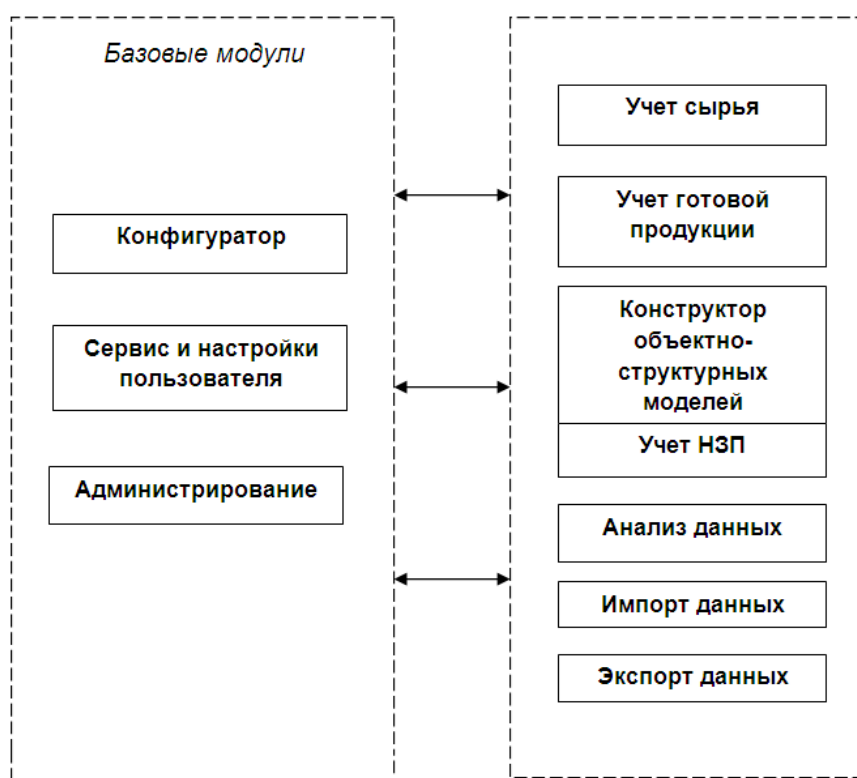 Базовые модули
Конфигуратор
Сервис и настройки
пользователя
Администрирование
Учет сырья
Учет готовой
продукции
Конструктор
объектно-
структурных
моделей
Учет НЗП
Анализ данных
Импорт данных
Экспорт данных